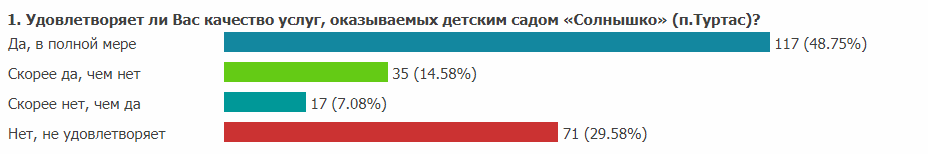 1. Удовлетворяет ли Вас качество услуг, оказываемых детским садом «Солнышко» (п.Туртас)?
Да, в полной мере 117 (48.75%)
Скорее да, чем нет 35 (14.58%)
Скорее нет, чем да 17 (7.08%)
Нет, не удовлетворяет 71 (29.58%)